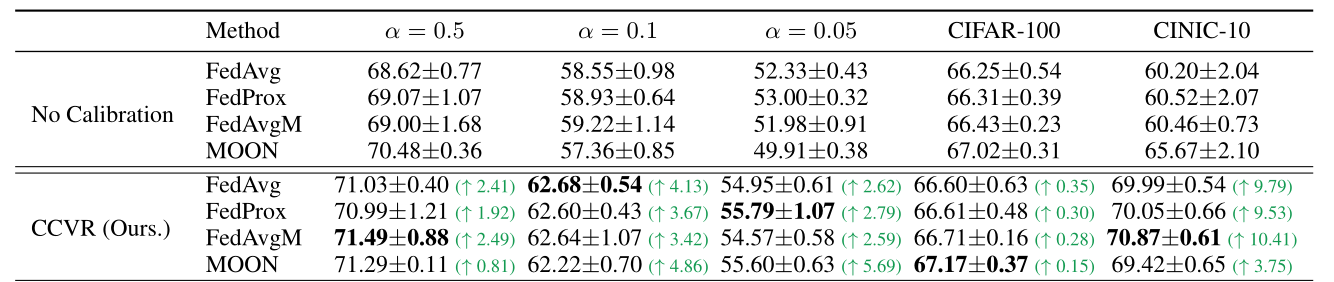 Method α = 0.5 α = 0.1 α = 0.05 CIFAR-100 CINIC-10
No Calibration
FedAvg 68.62±0.77 58.55±0.98 52.33±0.43 66.25±0.54 60.20±2.04
FedProx 69.07±1.07 58.93±0.64 53.00±0.32 66.31±0.39 60.52±2.07
FedAvgM 69.00±1.68 59.22±1.14 51.98±0.91 66.43±0.23 60.46±0.73
MOON 70.48±0.36 57.36±0.85 49.91±0.38 67.02±0.31 65.67±2.10
CCVR (Ours.)
FedAvg 71.03±0.40 (↑ 2.41) 62.68±0.54 (↑ 4.13) 54.95±0.61 (↑ 2.62) 66.60±0.63 (↑ 0.35) 69.99±0.54 (↑ 9.79)
FedProx 70.99±1.21 (↑ 1.92) 62.60±0.43 (↑ 3.67) 55.79±1.07 (↑ 2.79) 66.61±0.48 (↑ 0.30) 70.05±0.66 (↑ 9.53)
FedAvgM 71.49±0.88 (↑ 2.49) 62.64±1.07 (↑ 3.42) 54.57±0.58 (↑ 2.59) 66.71±0.16 (↑ 0.28) 70.87±0.61 (↑ 10.41)
MOON 71.29±0.11 (↑ 0.81) 62.22±0.70 (↑ 4.86) 55.60±0.63 (↑ 5.69) 67.17±0.37 (↑ 0.15) 69.42±0.65 (↑ 3.75)